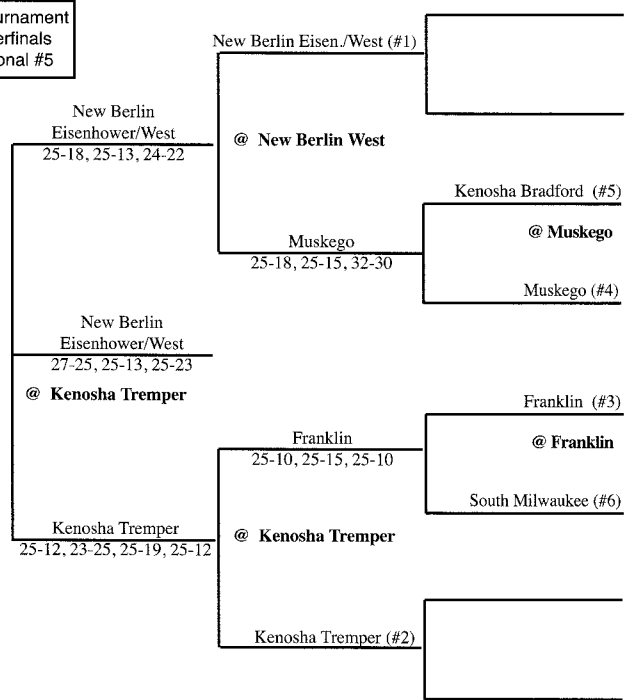 urnament
erfinals
onal #5
New Berlin Eisen./West (#1)
New Berlin
Eisenhower/West
25-18, 25-13, 24-22
@ New Berlin West
Kenosha Bradford (#5)
@ Muskego
Muskego
25-18, 25-15, 32-30
Muskego (#4)
New Berlin
Eisenhower/West
27-25, 25-13, 25-23
@ Kenosha Tremper
Franklin (#3)
Franklin
25-10, 25-15, 25-10
@ Franklin
South Milwaukee (#6)
Kenosha Tremper
25-12, 23-25, 25-19, 25-12
@ Kenosha Tremper
Kenosha Tremper (#2)